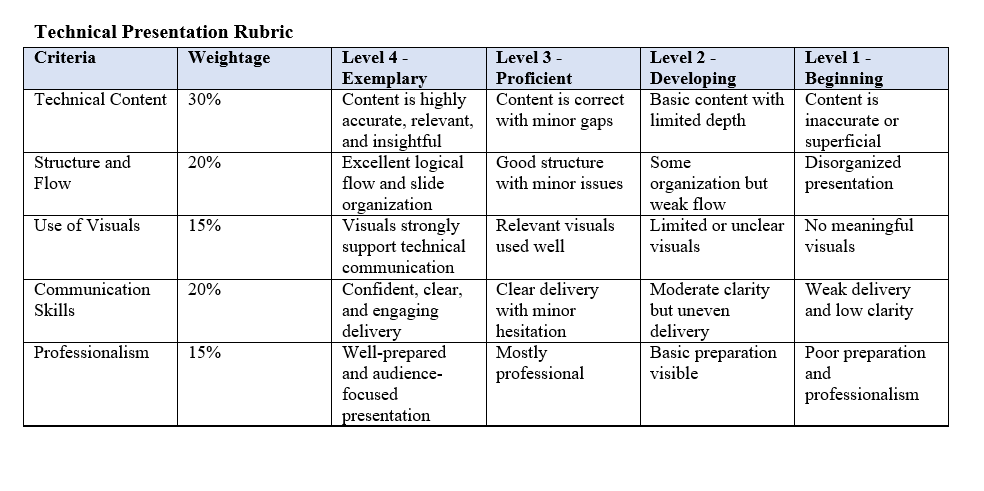 Technical Presentation Rubric
Criteria
Weightage
Level 4 -
Exemplary
Level 3 -
Proficient
Level 2 -
Developing
Level 1 -
Beginning
Technical Content
30%
Content is highly
accurate, relevant,
and insightful
Content is correct
with minor gaps
Basic content with
limited depth
Content is
inaccurate or
superficial
Structure and
Flow
20%
Excellent logical
flow and slide
organization
Good structure
with minor issues
Some
organization but
weak flow
Disorganized
presentation
Use of Visuals
15%
Visuals strongly
support technical
communication
Relevant visuals
used well
Limited or unclear
visuals
No meaningful
visuals
Communication
Skills
20%
Confident, clear,
and engaging
delivery
Clear delivery
with minor
hesitation
Moderate clarity
but uneven
delivery
Weak delivery
and low clarity
Professionalism
15%
Well-prepared
and audience-
focused
presentation
Mostly
professional
Basic preparation
visible
Poor preparation
and
professionalism